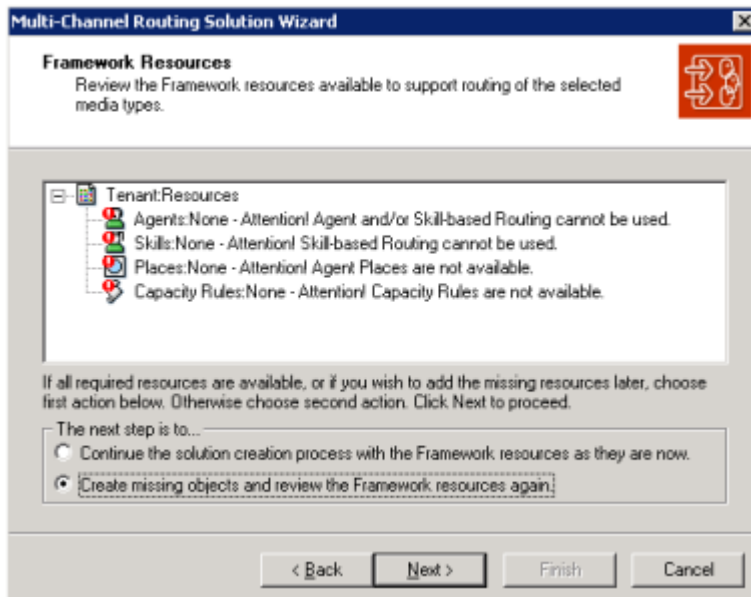 Multi-Channel Routing Solution Wizard
Framework Resources
Review the Framework resources available to support routing of the selected
media types.
Tenant:Resources
Agents:None - Attention! Agent and/or Skill-based Routing cannot be used.
Skills:None - Attention! Skill-based Routing cannot be used.
Places:None - Attention! Agent Places are not available.
Capacity Rules:None - Attention! Capacity Rules are not available.
If all required resources are available, or if you wish to add the missing resources later, choose
first action below. Otherwise choose second action. Click Next to proceed.
The next step is to...
Continue the solution creation process with the Framework resources as they are now.
Create missing objects and review the Framework resources again.
< Back
Next >
Finish
Cancel